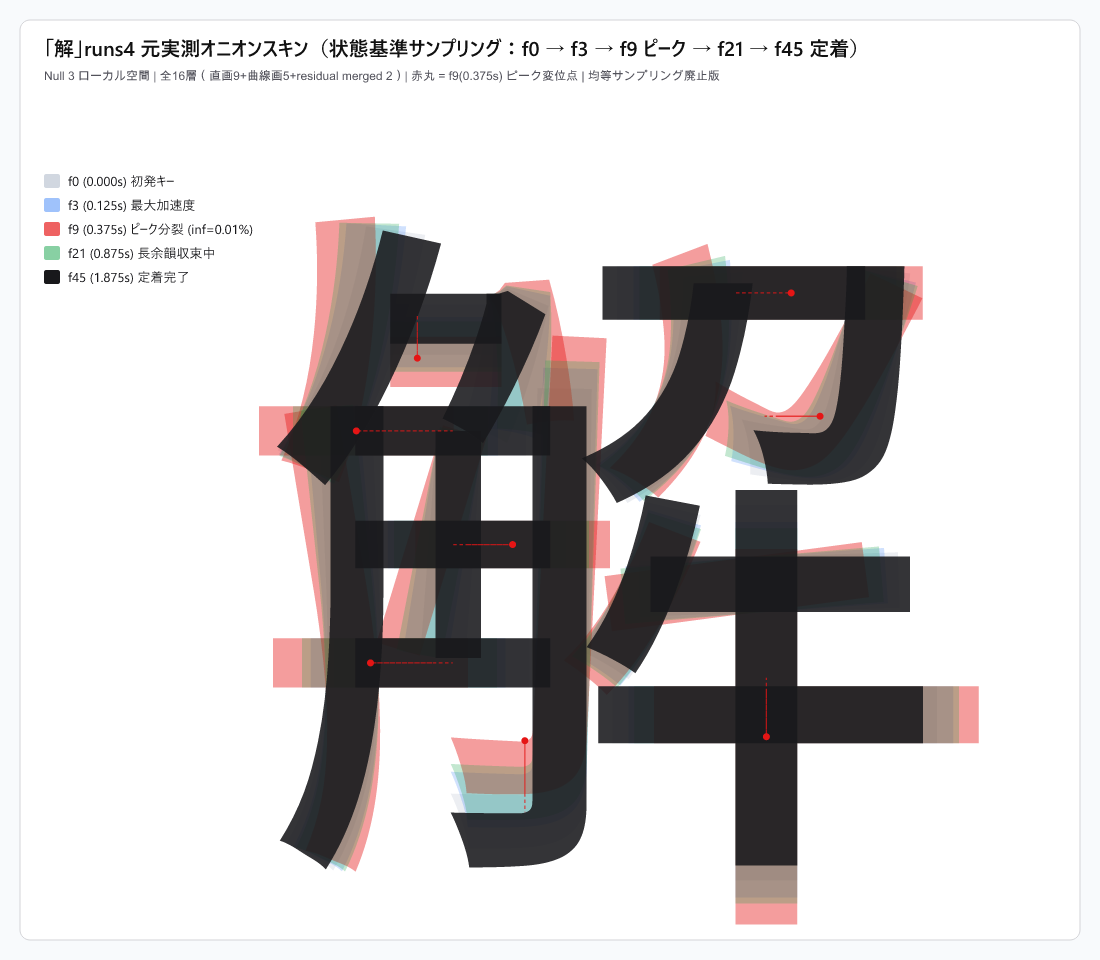 「解」runs4 元実測オニオンスキン（状態基準サンプリング：f0 → f3 → f9 ピーク → f21 → f45 定着）
Null 3 ローカル空間 | 全16層 ( 直画9+曲線画5+residual merged 2 ) | 赤丸 = f9(0.375s) ピーク変位点 | 均等サンプリング廃止版
f0 (0.000s) 初発キー
f3 (0.125s) 最大加速度
f9 (0.375s) ピーク分裂 (inf=0.01%)
f21 (0.875s) 長余韻収束中
f45 (1.875s) 定着完了
解